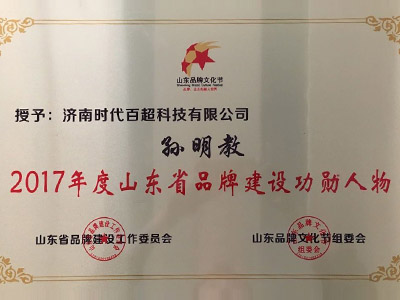 山东品牌文化节
授予：济南时代百超科技有限公司
孙明教
2017年度山东省品牌建设功勋人物
山东省品牌建设工作委员会
山东品牌文化节组委会
组委会